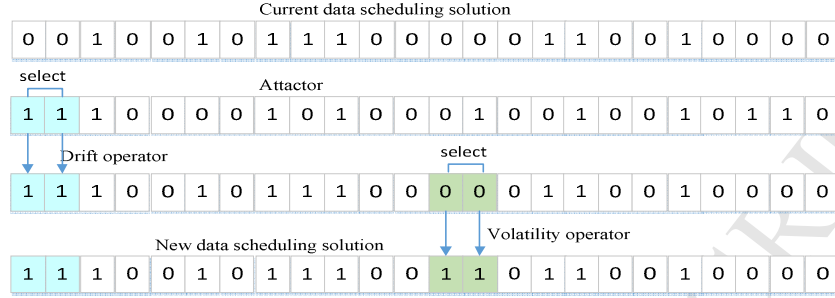 Current data scheduling solution
0 0 1 0 0 1 0 1 1 1 0 0 0 0 0 1 1 0 0 1 0 0 0 0
select
Attactor
1 1 1 0 0 0 0 1 0 1 0 0 0 1 0 0 1 0 0 1 0 1 1 0
Drift operator
select
1 1 1 0 0 1 0 1 1 1 0 0 0 0 0 1 1 0 0 1 0 0 0 0
Volatility operator
New data scheduling solution
1 1 1 0 0 1 0 1 1 1 0 0 1 1 0 1 1 0 0 1 0 0 0 0